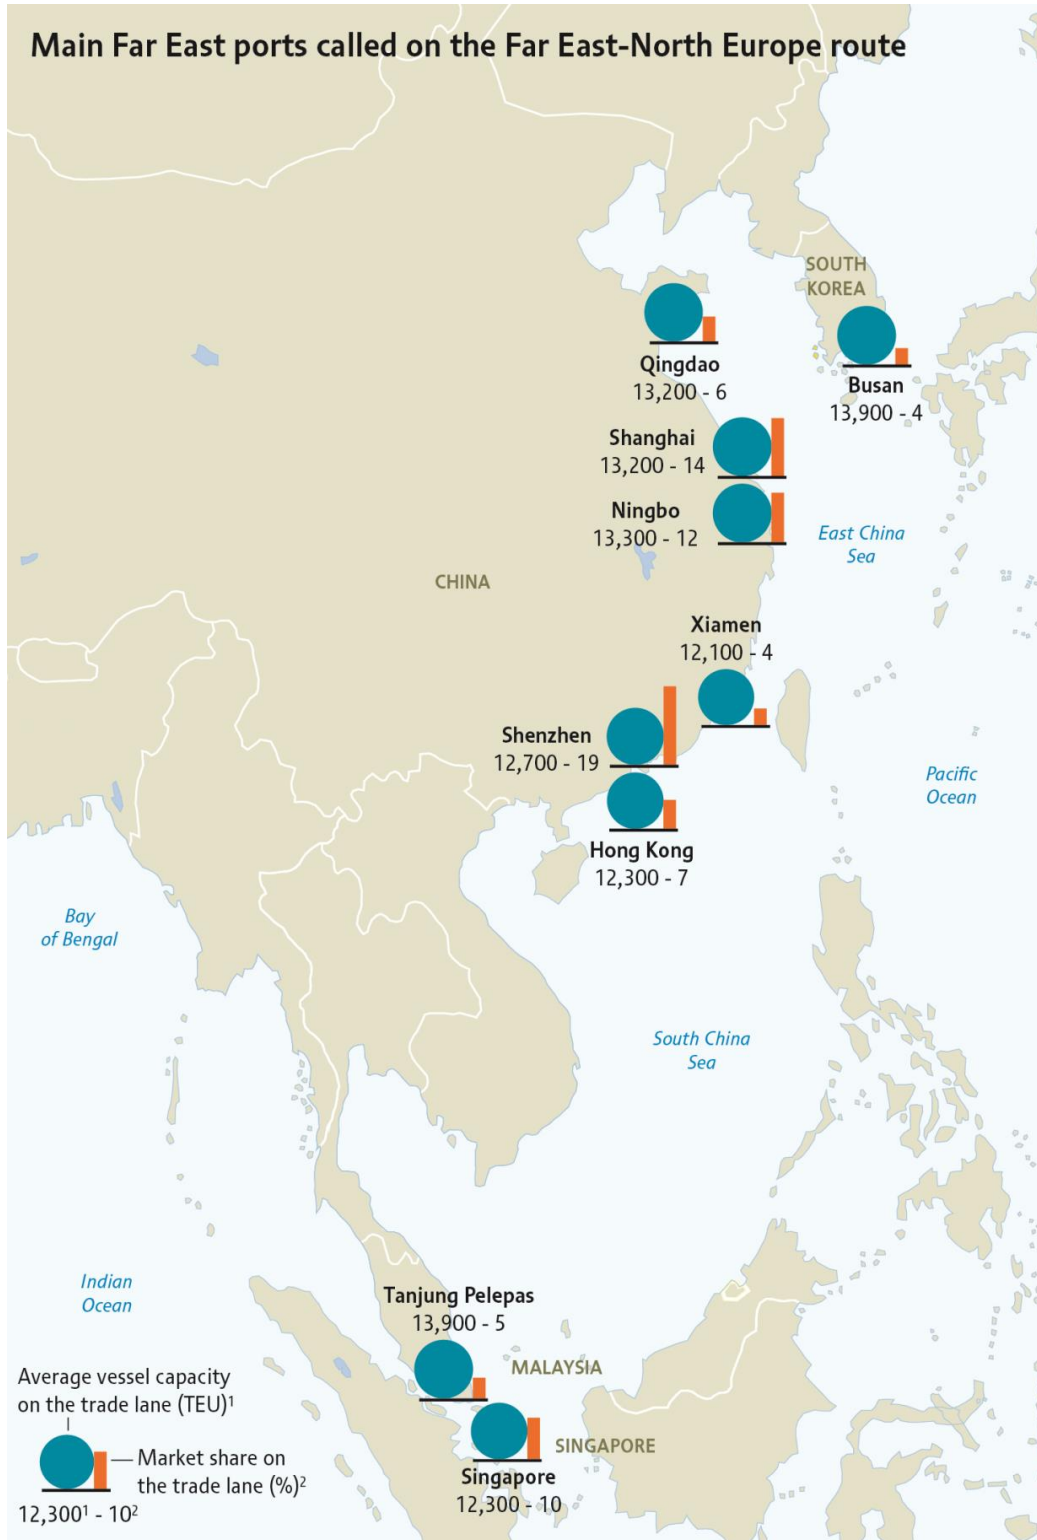 Main Far East ports called on the Far East-North Europe route
SOUTH
KOREA
Qingdao
13,200 - 6
Busan
13,900 - 4
Shanghai
13,200 - 14
Ningbo
13,300 - 12
East China
Sea
CHINA
Xiamen
12,100 - 4
Shenzhen
12,700 - 19
Pacific
Ocean
Hong Kong
12,300 - 7
Bay
of Bengal
South China
Sea
Indian
Ocean
Tanjung Pelepas
13,900 - 5
MALAYSIA
SINGAPORE
Singapore
12,300 - 10
Average vessel capacity
on the trade lane (TEU)¹
Market share on
the trade lane (%)²
12,300¹ - 10²